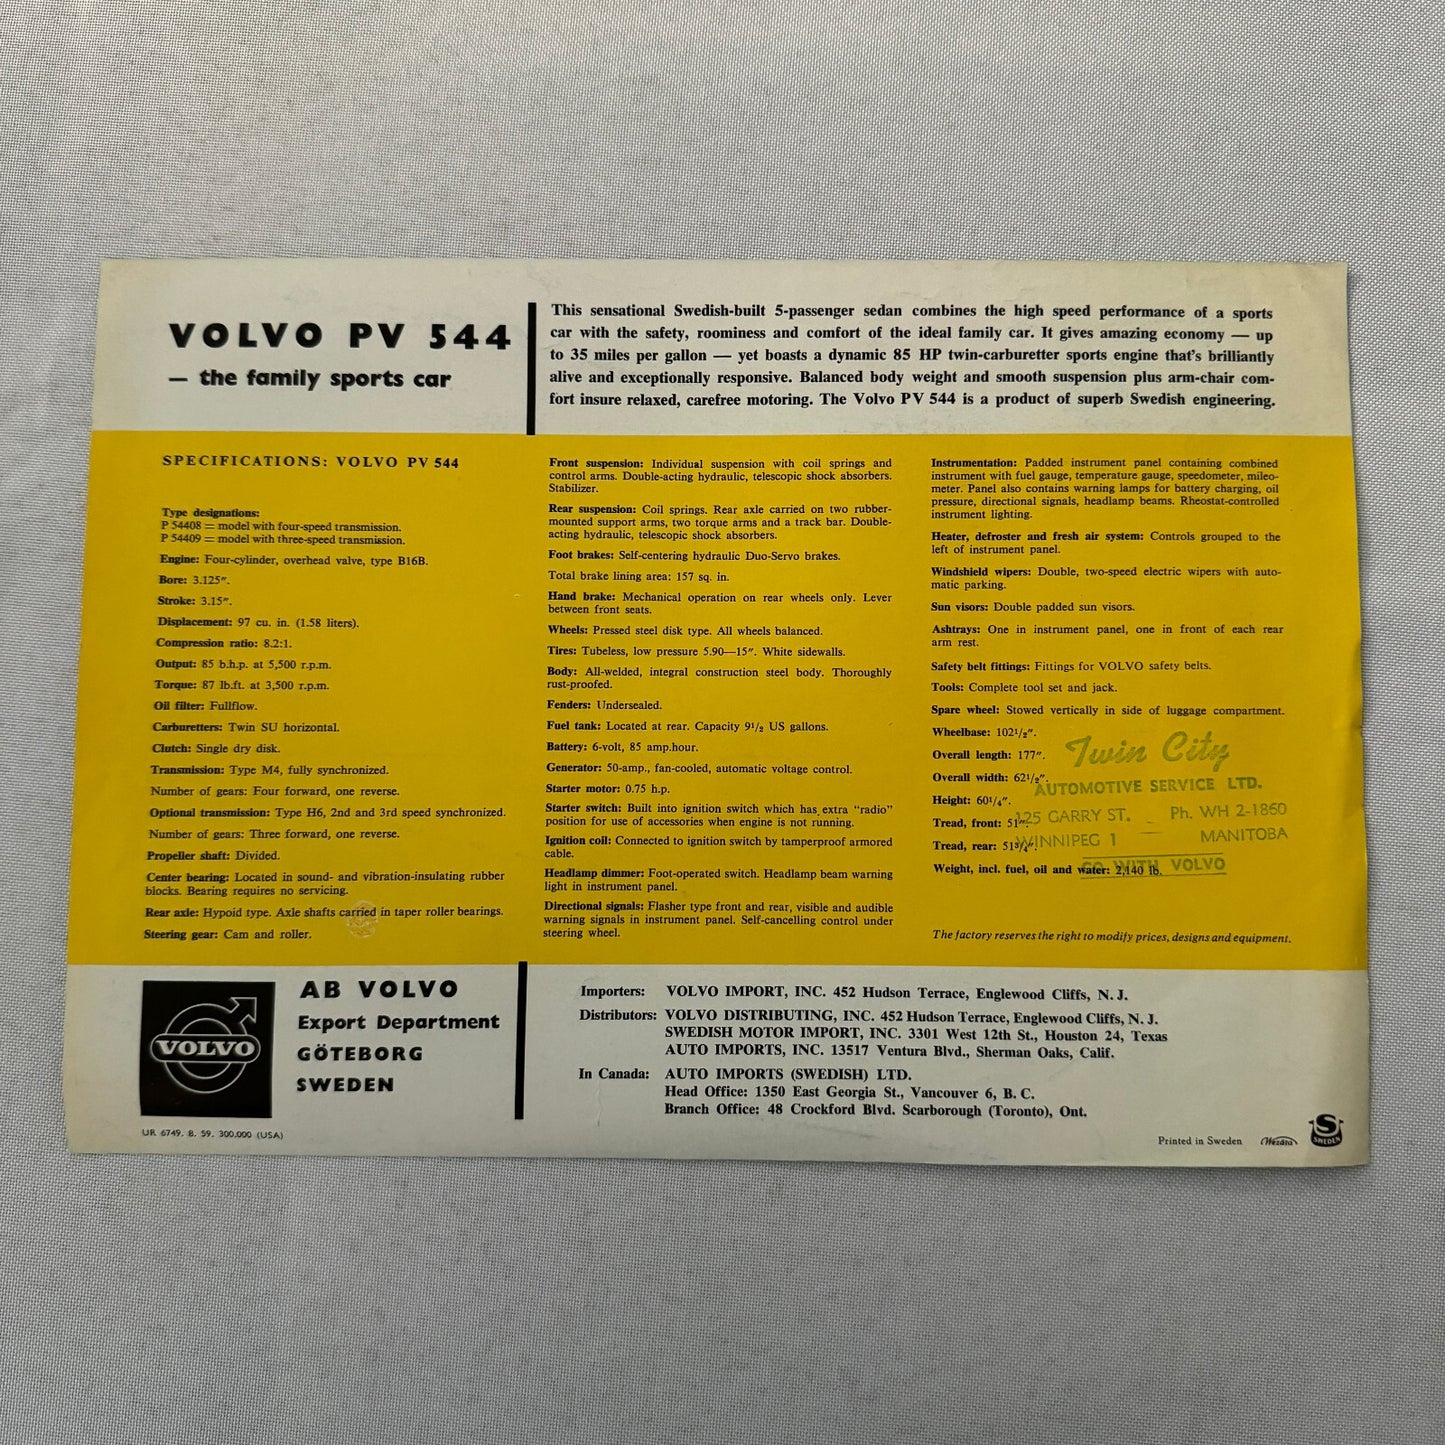 VOLVO PV 544
— the family sports car
This sensational Swedish-built 5-passenger sedan combines the high speed performance of a sports
car with the safety, roominess and comfort of the ideal family car. It gives amazing economy — up
to 35 miles per gallon — yet boasts a dynamic 85 HP twin-carburetter sports engine that's brilliantly
alive and exceptionally responsive. Balanced body weight and smooth suspension plus arm-chair com-
fort insure relaxed, carefree motoring. The Volvo PV 544 is a product of superb Swedish engineering.
SPECIFICATIONS: VOLVO PV 544
Type designations:
P 54408 = model with four-speed transmission.
P 54409 = model with three-speed transmission.
Engine: Four-cylinder, overhead valve, type B16B.
Bore: 3.125".
Stroke: 3.15".
Displacement: 97 cu. in. (1.58 liters).
Compression ratio: 8.2:1.
Output: 85 b.h.p. at 5,500 r.p.m.
Torque: 87 lb.ft. at 3,500 r.p.m.
Oil filter: Fullflow.
Carburetters: Twin SU horizontal.
Clutch: Single dry disk.
Transmission: Type M4, fully synchronized.
Number of gears: Four forward, one reverse.
Optional transmission: Type H6, 2nd and 3rd speed synchronized.
Number of gears: Three forward, one reverse.
Propeller shaft: Divided.
Center bearing: Located in sound- and vibration-insulating rubber
blocks. Bearing requires no servicing.
Rear axle: Hypoid type. Axle shafts carried in taper roller bearings.
Steering gear: Cam and roller.
Front suspension: Individual suspension with coil springs and
control arms. Double-acting hydraulic, telescopic shock absorbers.
Stabilizer.
Rear suspension: Coil springs. Rear axle carried on two rubber-
mounted support arms, two torque arms and a track bar. Double-
acting hydraulic, telescopic shock absorbers.
Foot brakes: Self-centering hydraulic Duo-Servo brakes.
Total brake lining area: 157 sq. in.
Hand brake: Mechanical operation on rear wheels only. Lever
between front seats.
Wheels: Pressed steel disk type. All wheels balanced.
Tires: Tubeless, low pressure 5.90—15". White sidewalls.
Body: All-welded, integral construction steel body. Thoroughly
rust-proofed.
Fenders: Undersealed.
Fuel tank: Located at rear. Capacity 9 1/2 US gallons.
Battery: 6-volt, 85 amp.hour.
Generator: 50-amp., fan-cooled, automatic voltage control.
Starter motor: 0.75 h.p.
Starter switch: Built into ignition switch which has extra "radio"
position for use of accessories when engine is not running.
Ignition coil: Connected to ignition switch by tamperproof armored
cable.
Headlamp dimmer: Foot-operated switch. Headlamp beam warning
light in instrument panel.
Directional signals: Flasher type front and rear, visible and audible
warning signals in instrument panel. Self-cancelling control under
steering wheel.
Instrumentation: Padded instrument panel containing combined
instrument with fuel gauge, temperature gauge, speedometer, mileo-
meter. Panel also contains warning lamps for battery charging, oil
pressure, directional signals, headlamp beams. Rheostat-controlled
instrument lighting.
Heater, defroster and fresh air system: Controls grouped to the
left of instrument panel.
Windshield wipers: Double, two-speed electric wipers with auto-
matic parking.
Sun visors: Double padded sun visors.
Ashtrays: One in instrument panel, one in front of each rear
arm rest.
Safety belt fittings: Fittings for VOLVO safety belts.
Tools: Complete tool set and jack.
Spare wheel: Stowed vertically in side of luggage compartment.
Wheelbase: 102 1/2".
Overall length: 177".
Overall width: 62 1/2".
Height: 60 1/4".
Tread, front: 51".
Tread, rear: 51 3/4".
Weight, incl. fuel, oil and water: 2,140 lb.
Twin City
AUTOMOTIVE SERVICE LTD.
125 GARRY ST. — Ph. WH 2-1860
WINNIPEG 1 — MANITOBA
GO WITH VOLVO
The factory reserves the right to modify prices, designs and equipment.
VOLVO
AB VOLVO
Export Department
GÖTEBORG
SWEDEN
UR 6749. 8. 59. 300.000 (USA)
Importers: VOLVO IMPORT, INC. 452 Hudson Terrace, Englewood Cliffs, N. J.
Distributors: VOLVO DISTRIBUTING, INC. 452 Hudson Terrace, Englewood Cliffs, N. J.
SWEDISH MOTOR IMPORT, INC. 3301 West 12th St., Houston 24, Texas
AUTO IMPORTS, INC. 13517 Ventura Blvd., Sherman Oaks, Calif.
In Canada: AUTO IMPORTS (SWEDISH) LTD.
Head Office: 1350 East Georgia St., Vancouver 6, B. C.
Branch Office: 48 Crockford Blvd. Scarborough (Toronto), Ont.
Printed in Sweden Wezäta S SWEDEN